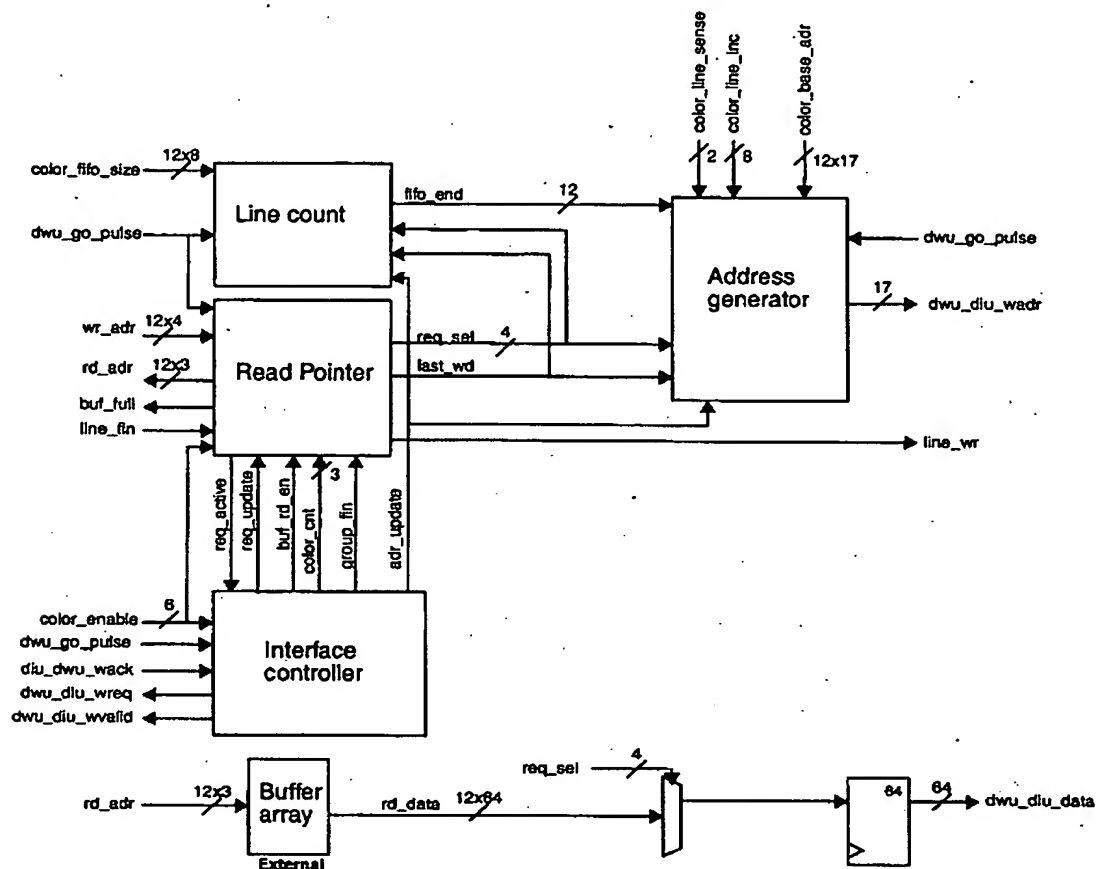 color_line_sense
color_line_inc
color_base_adr
2
8
12x17
color_fifo_size
12x8
Line count
fifo_end
12
dwu_go_pulse
dwu_go_pulse
Address
generator
17
dwu_diu_wadr
wr_adr
12x4
rd_adr
12x3
buf_full
line_fin
Read Pointer
req_sel
4
last_wd
line_wr
req_active
req_update
buf_rd_en
color_cnt
3
group_fin
adr_update
color_enable
6
dwu_go_pulse
diu_dwu_wack
dwu_diu_wreq
dwu_diu_wvalid
Interface
controller
req_sel
4
rd_adr
12x3
Buffer
array
External
rd_data
12x64
64
64
dwu_diu_data